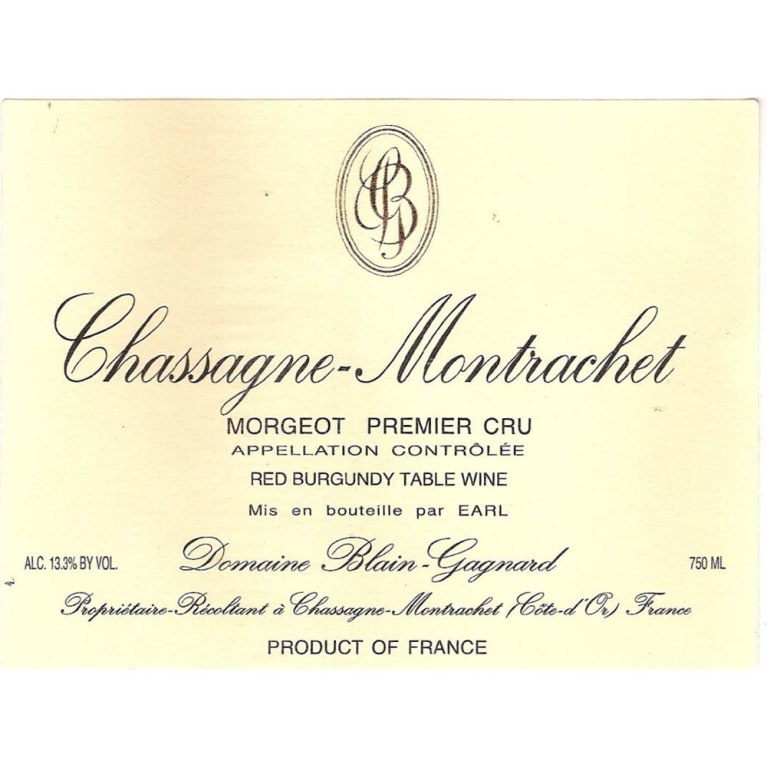 Chassagne-Montrachet
MORGEOT PREMIER CRU
APPELLATION CONTRÔLÉE
RED BURGUNDY TABLE WINE
Mis en bouteille par EARL
ALC. 13.3% BY VOL. Domaine Blain-Gagnard 750 ML
Propriétaire-Récoltant à Chassagne-Montrachet (Côte-d'Or) France
PRODUCT OF FRANCE